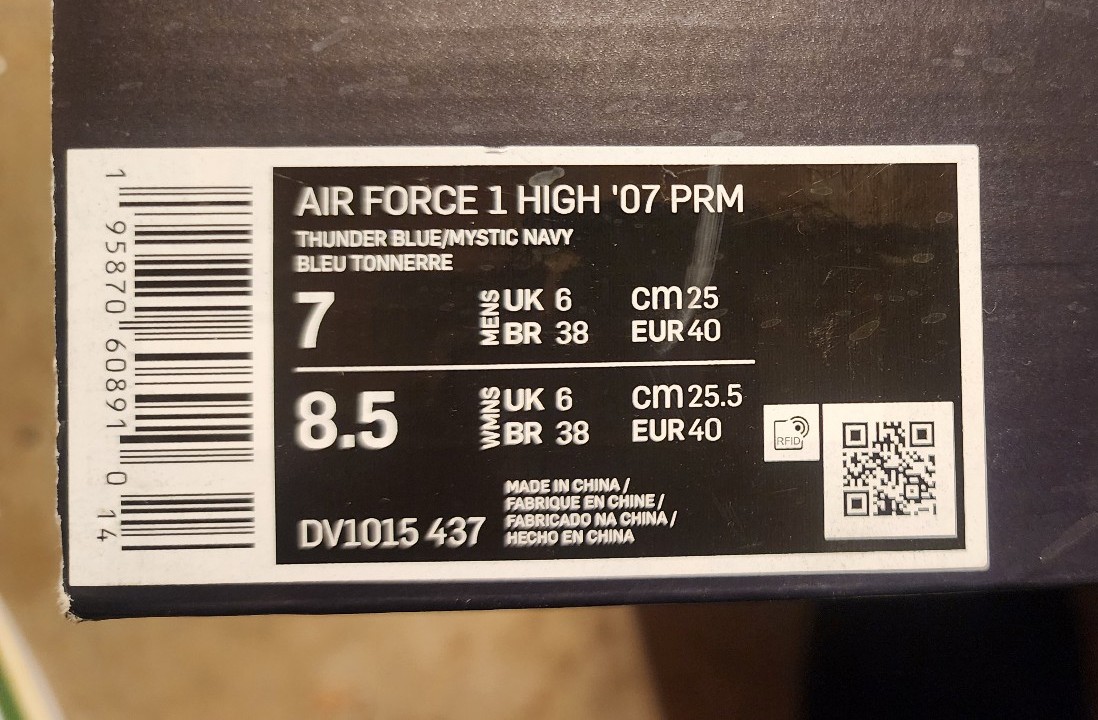 AIR FORCE 1 HIGH '07 PRM
THUNDER BLUE/MYSTIC NAVY
BLEU TONNERRE
7 MENS UK 6 cm 25
BR 38 EUR 40
8.5 WMNS UK 6 cm 25.5
BR 38 EUR 40
RFID
MADE IN CHINA /
FABRIQUE EN CHINE /
FABRICADO NA CHINA /
HECHO EN CHINA
DV1015 437
1 95870 60891 0 14